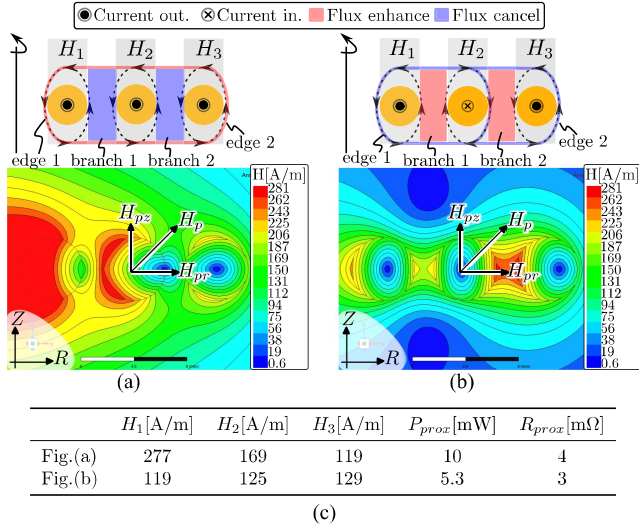 Current out. Current in. Flux enhance Flux cancel
H1 H2 H3
edge 1 branch 1 branch 2 edge 2
H1 H2 H3
edge 1 branch 1 branch 2 edge 2
Hpz Hp Hpr
Z R
H[A/m]
281
262
243
225
206
187
169
150
131
112
94
75
56
38
19
0.6
(a)
Hpz Hp Hpr
Z R
H[A/m]
281
262
243
225
206
187
169
150
131
112
94
75
56
38
19
0.6
(b)
H1[A/m] H2[A/m] H3[A/m] Pprox[mW] Rprox[mΩ]
Fig.(a) 277 169 119 10 4
Fig.(b) 119 125 129 5.3 3
(c)